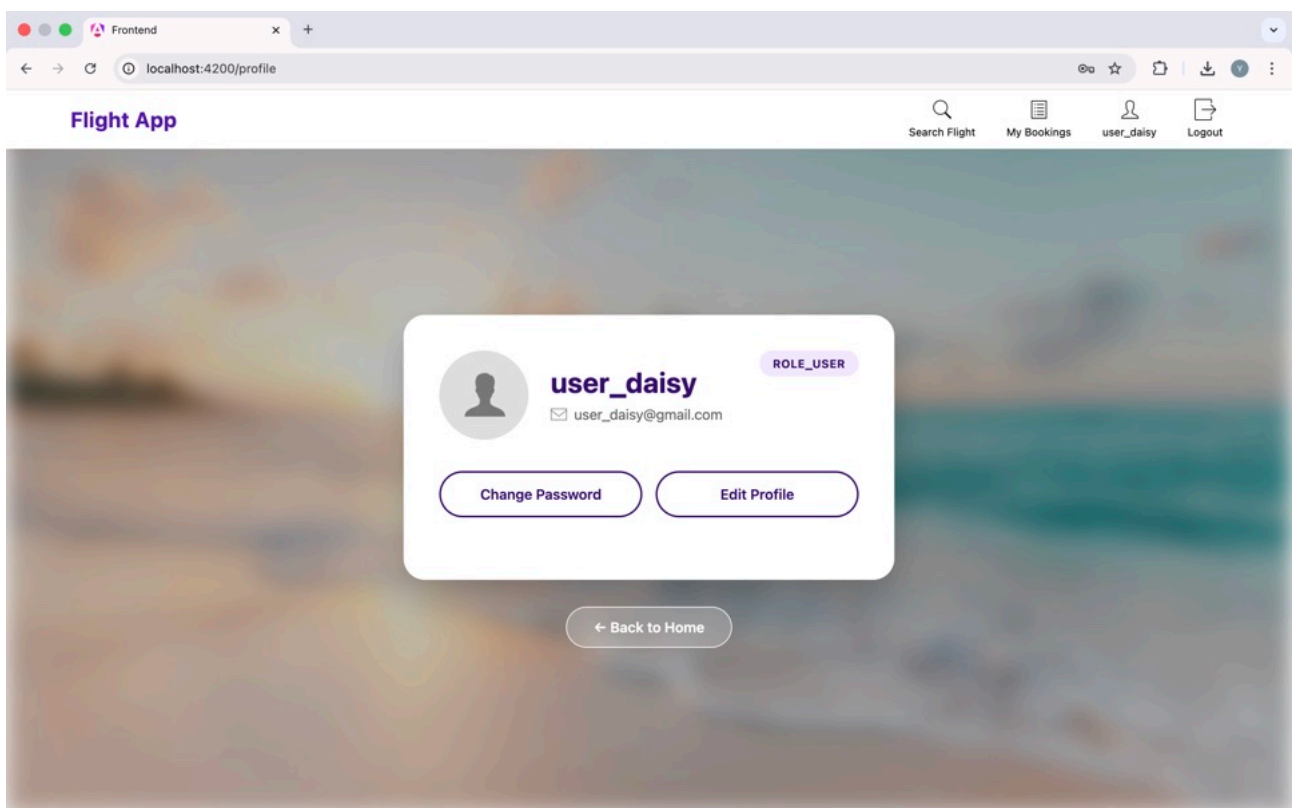 Frontend
localhost:4200/profile
Y
Flight App
Search Flight
My Bookings
user_daisy
Logout
ROLE_USER
user_daisy
user_daisy@gmail.com
Change Password
Edit Profile
← Back to Home